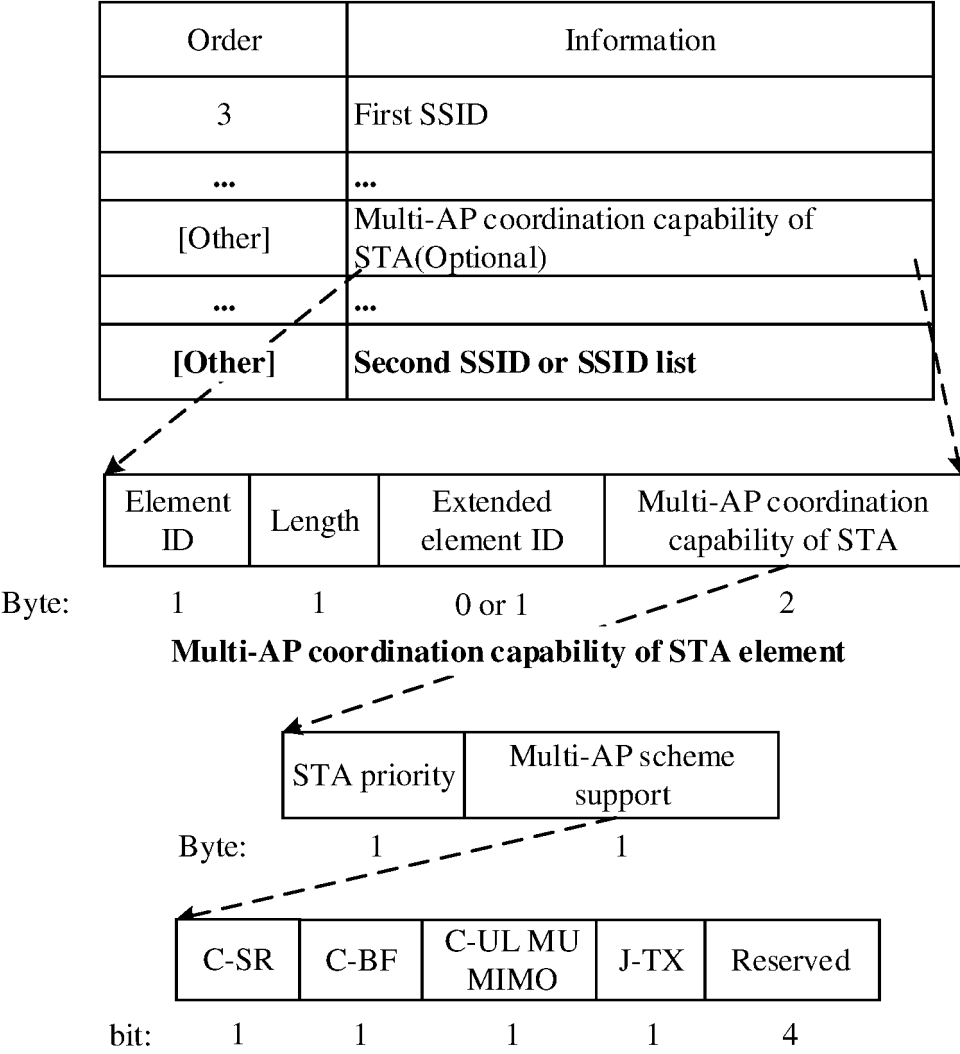 Order Information
3 First SSID
... ...
[Other] Multi-AP coordination capability of
STA(Optional)
... ...
[Other] Second SSID or SSID list
Element
ID
Length
Extended
element ID
Multi-AP coordination
capability of STA
Byte: 1 1 0 or 1 2
Multi-AP coordination capability of STA element
STA priority
Multi-AP scheme
support
Byte: 1 1
C-SR
C-BF
C-UL MU
MIMO
J-TX
Reserved
bit: 1 1 1 1 4